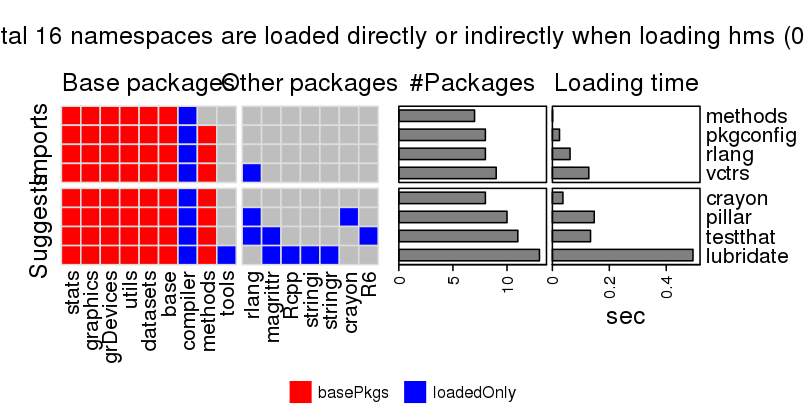 tal 16 namespaces are loaded directly or indirectly when loading hms (0
Base packages
Other packages
#Packages
Loading time
Imports
Suggests
methods
pkgconfig
rlang
vctrs
crayon
pillar
testthat
lubridate
stats
graphics
grDevices
utils
datasets
base
compiler
methods
tools
rlang
magrittr
Rcpp
stringi
stringr
crayon
R6
0
5
10
0
0.2
0.4
sec
basePkgs
loadedOnly